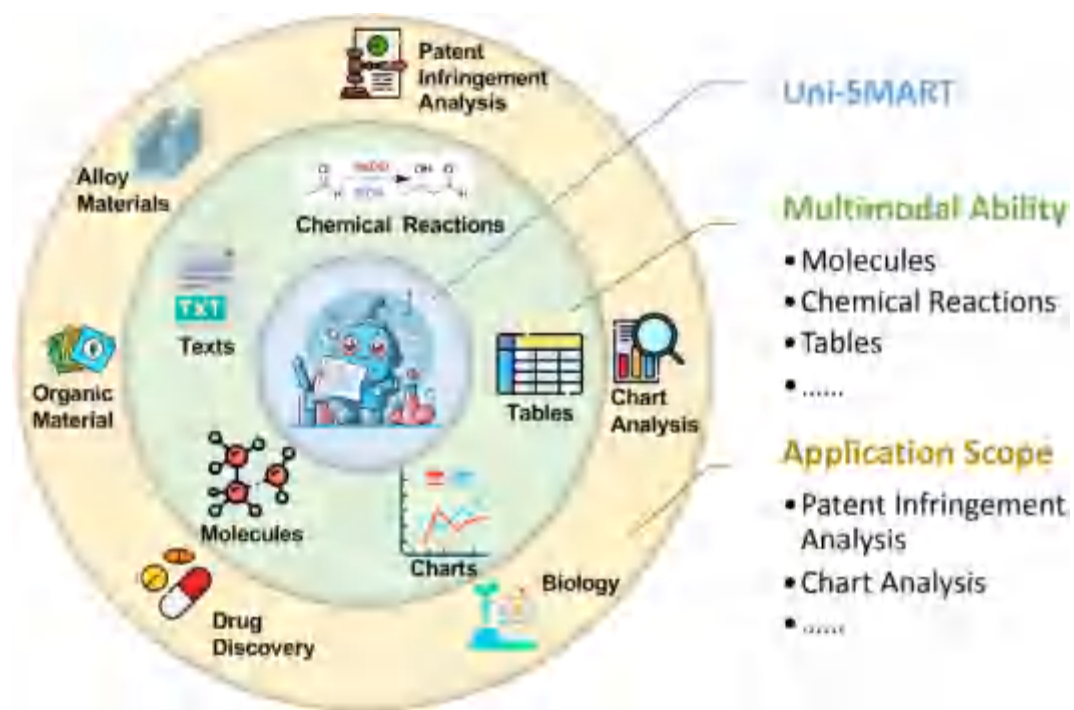 Patent
Infringement
Analysis
Alloy
Materials
Chemical Reactions
TXT
Texts
Organic
Material
Tables
Chart
Analysis
Molecules
Charts
Biology
Drug
Discovery
Uni-SMART
Multimodal Ability
• Molecules
• Chemical Reactions
• Tables
• ......
Application Scope
• Patent Infringement
Analysis
• Chart Analysis
• ......